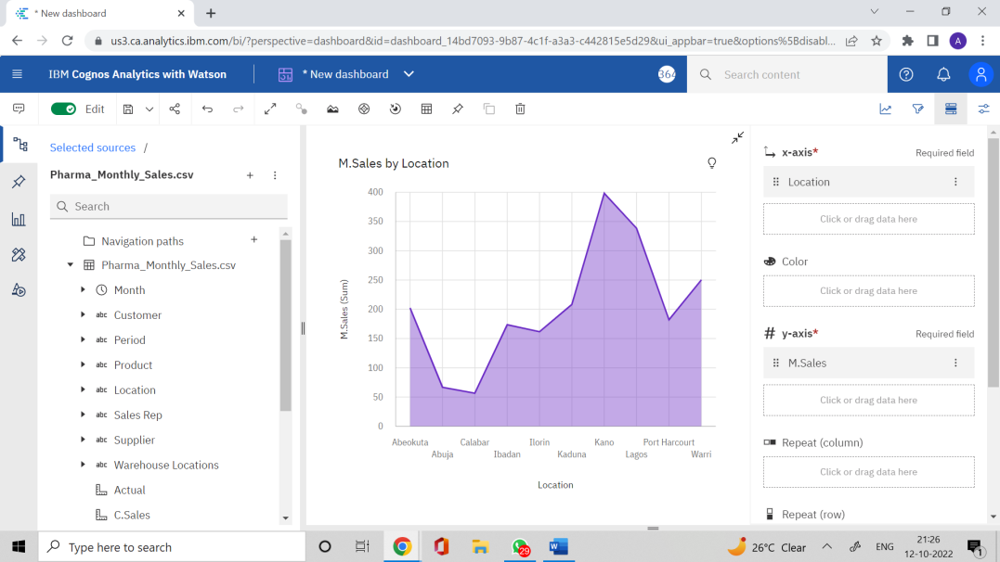 * New dashboard
us3.ca.analytics.ibm.com/bi/?perspective=dashboard&id=dashboard_14bd7093-9b87-4c1f-a3a3-c442815e5d29&ui_appbar=true&options%5Bdisabl...
A
IBM Cognos Analytics with Watson
* New dashboard
364
Search content
Edit
Selected sources /
Pharma_Monthly_Sales.csv
Search
Navigation paths
Pharma_Monthly_Sales.csv
Month
abc Customer
abc Period
abc Product
abc Location
abc Sales Rep
abc Supplier
abc Warehouse Locations
Actual
C.Sales
M.Sales by Location
400
350
300
250
200
150
100
50
0
M.Sales (Sum)
Abeokuta Calabar Ilorin Kano Port Harcourt
Abuja Ibadan Kaduna Lagos Warri
Location
x-axis* Required field
Location
Click or drag data here
Color
Click or drag data here
# y-axis* Required field
M.Sales
Click or drag data here
Repeat (column)
Click or drag data here
Repeat (row)
Type here to search
29
W
26°C Clear
ENG
21:26
12-10-2022
1